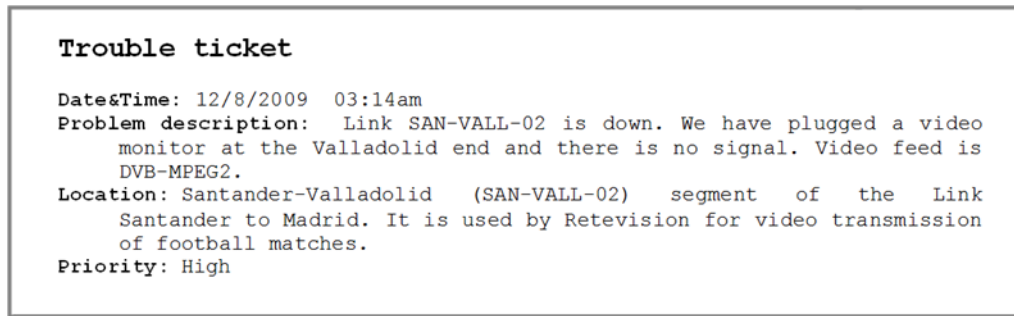 Trouble ticket
Date&Time: 12/8/2009 03:14am
Problem description: Link SAN-VALL-02 is down. We have plugged a video
monitor at the Valladolid end and there is no signal. Video feed is
DVB-MPEG2.
Location: Santander-Valladolid (SAN-VALL-02) segment of the Link
Santander to Madrid. It is used by Retevision for video transmission
of football matches.
Priority: High